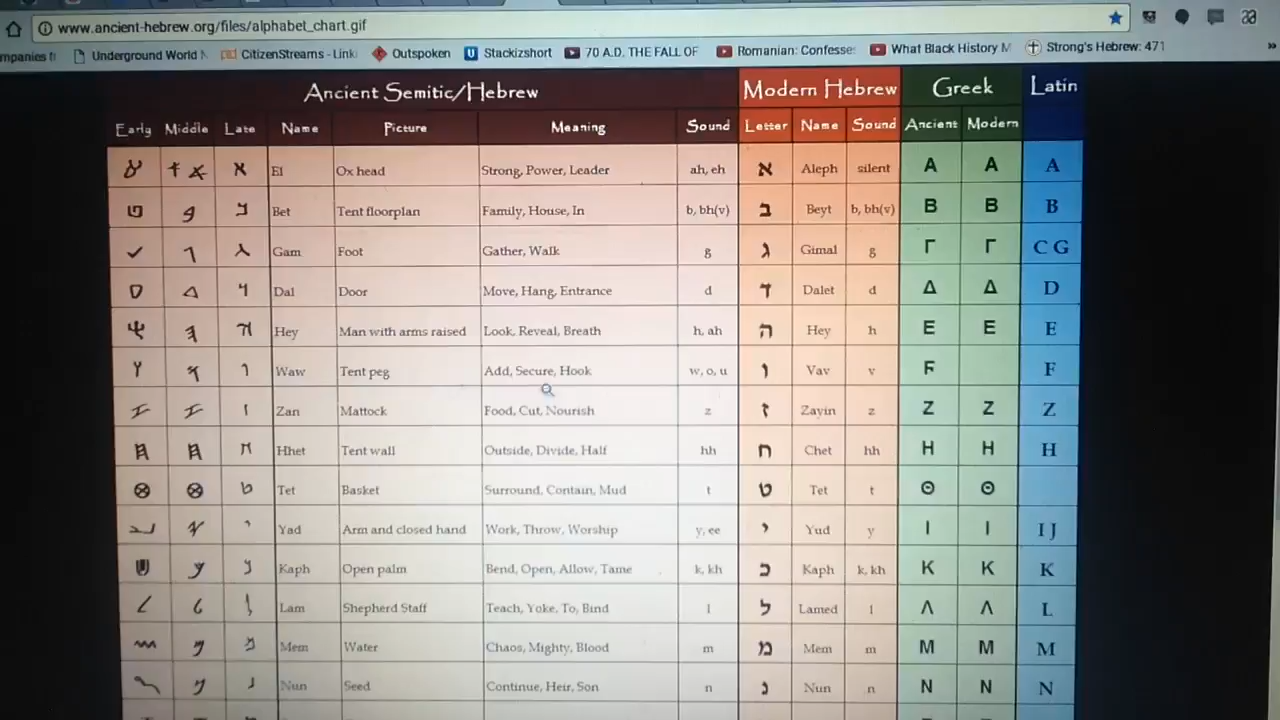 www.ancient-hebrew.org/files/alphabet_chart.gif
mpanies Underground World CitizenStreams - Link Outspoken Stackizshort 70 A.D. THE FALL OF Romanian: Confesse: What Black History M Strong's Hebrew: 471 »
Ancient Semitic/Hebrew Modern Hebrew Greek Latin
Early Middle Late Name Picture Meaning Sound Letter Name Sound Ancient Modern
El Ox head Strong, Power, Leader ah, eh א Aleph silent Α Α A
Bet Tent floorplan Family, House, In b, bh(v) ב Beyt b, bh(v) Β Β B
Gam Foot Gather, Walk g ג Gimal g Γ Γ C G
Dal Door Move, Hang, Entrance d ד Dalet d Δ Δ D
Hey Man with arms raised Look, Reveal, Breath h, ah ה Hey h Ε Ε E
Waw Tent peg Add, Secure, Hook w, o, u ו Vav v F F
Zan Mattock Food, Cut, Nourish z ז Zayin z Ζ Ζ Z
Hhet Tent wall Outside, Divide, Half hh ח Chet hh Η Η H
Tet Basket Surround, Contain, Mud t ט Tet t Θ Θ
Yad Arm and closed hand Work, Throw, Worship y, ee י Yud y Ι Ι I J
Kaph Open palm Bend, Open, Allow, Tame k, kh כ Kaph k, kh Κ Κ K
Lam Shepherd Staff Teach, Yoke, To, Bind l ל Lamed l Λ Λ L
Mem Water Chaos, Mighty, Blood m מ Mem m Μ Μ M
Nun Seed Continue, Heir, Son n נ Nun n Ν Ν N